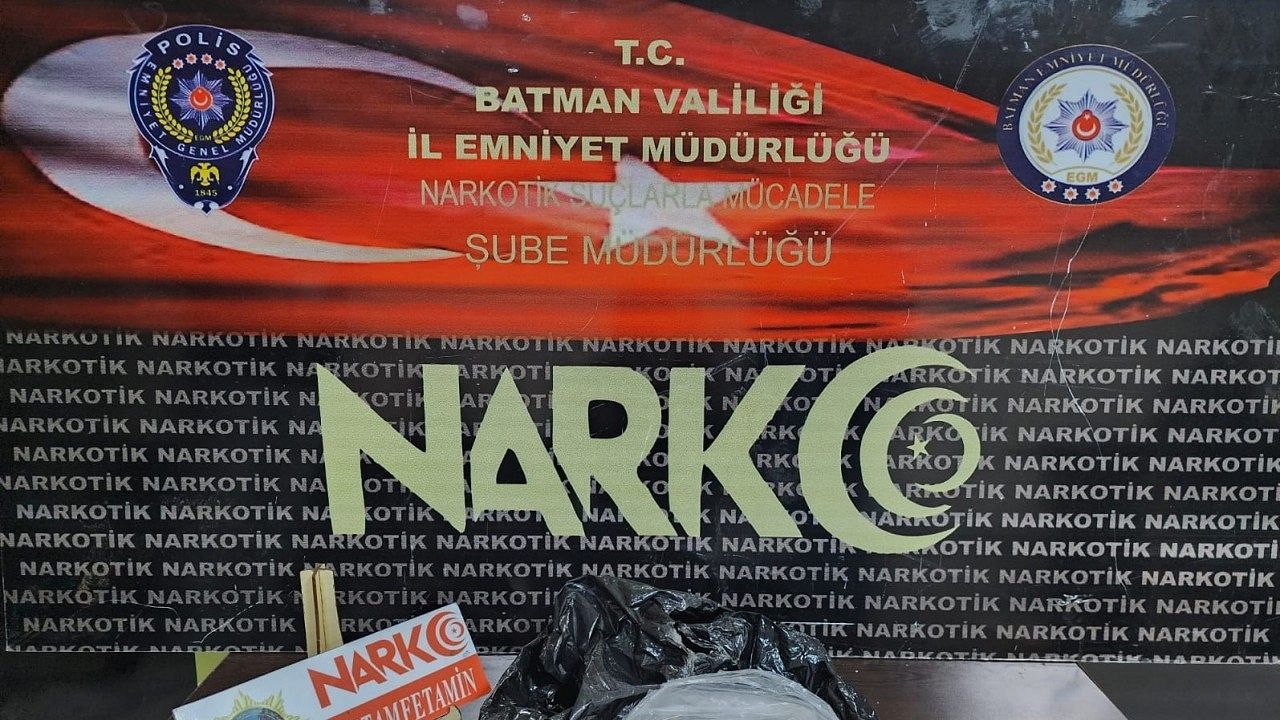 POLİS
EMNİYET GENEL MÜDÜRLÜĞÜ
EGM
1845
T.C.
BATMAN VALİLİĞİ
İL EMNİYET MÜDÜRLÜĞÜ
NARKOTİK SUÇLARLA MÜCADELE
ŞUBE MÜDÜRLÜĞÜ
BATMAN EMNİYET MÜDÜRLÜĞÜ
EGM
NARKOTİK NARKOTİK NARKOTİK NARKOTİK NARKOTİK NARKOTİK NARKOTİK NARKOTİK NARKOTİK
NARKO
NARKO